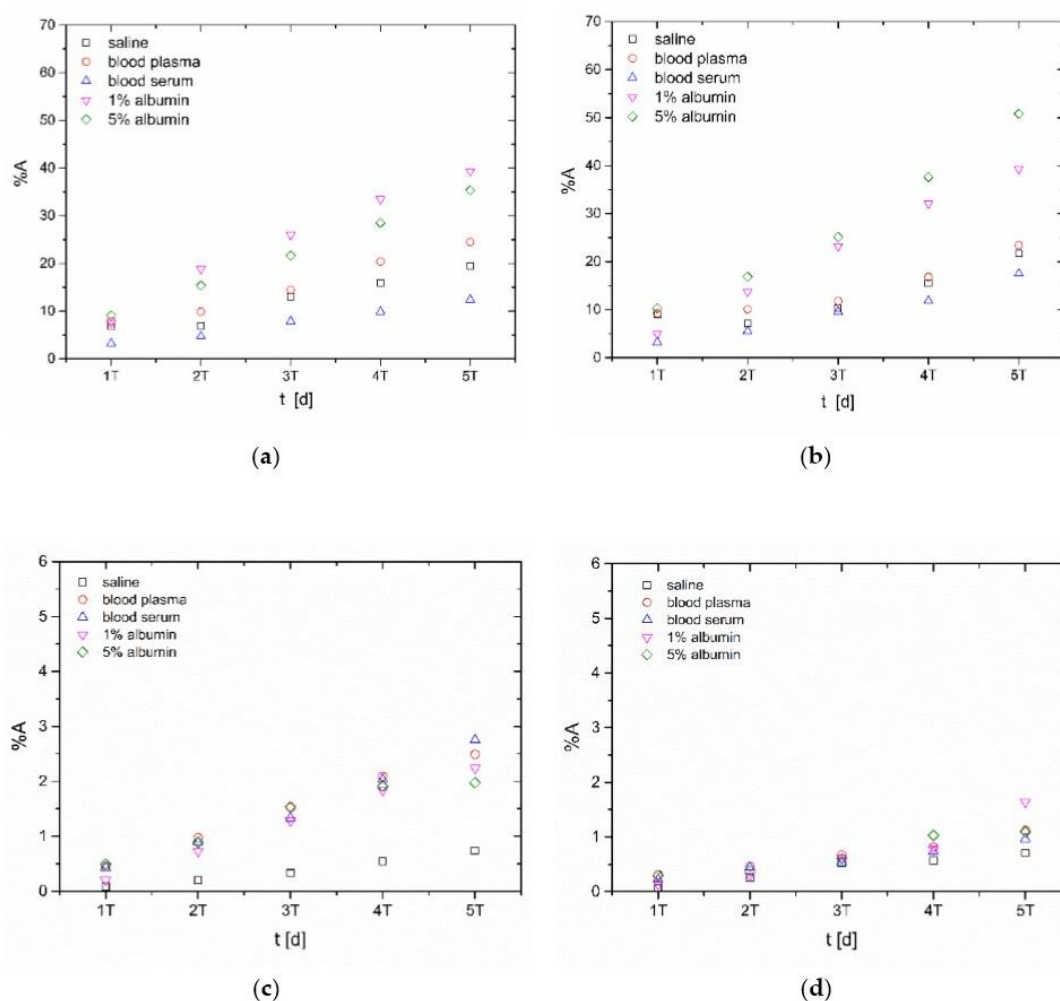 70
60
50
40
30
20
10
0
%A
saline
blood plasma
blood serum
1% albumin
5% albumin
1T 2T 3T 4T 5T
t [d]
(a)
70
60
50
40
30
20
10
0
%A
saline
blood plasma
blood serum
1% albumin
5% albumin
1T 2T 3T 4T 5T
t [d]
(b)
6
5
4
3
2
1
0
%A
saline
blood plasma
blood serum
1% albumin
5% albumin
1T 2T 3T 4T 5T
t [d]
(c)
6
5
4
3
2
1
0
%A
saline
blood plasma
blood serum
1% albumin
5% albumin
1T 2T 3T 4T 5T
t [d]
(d)